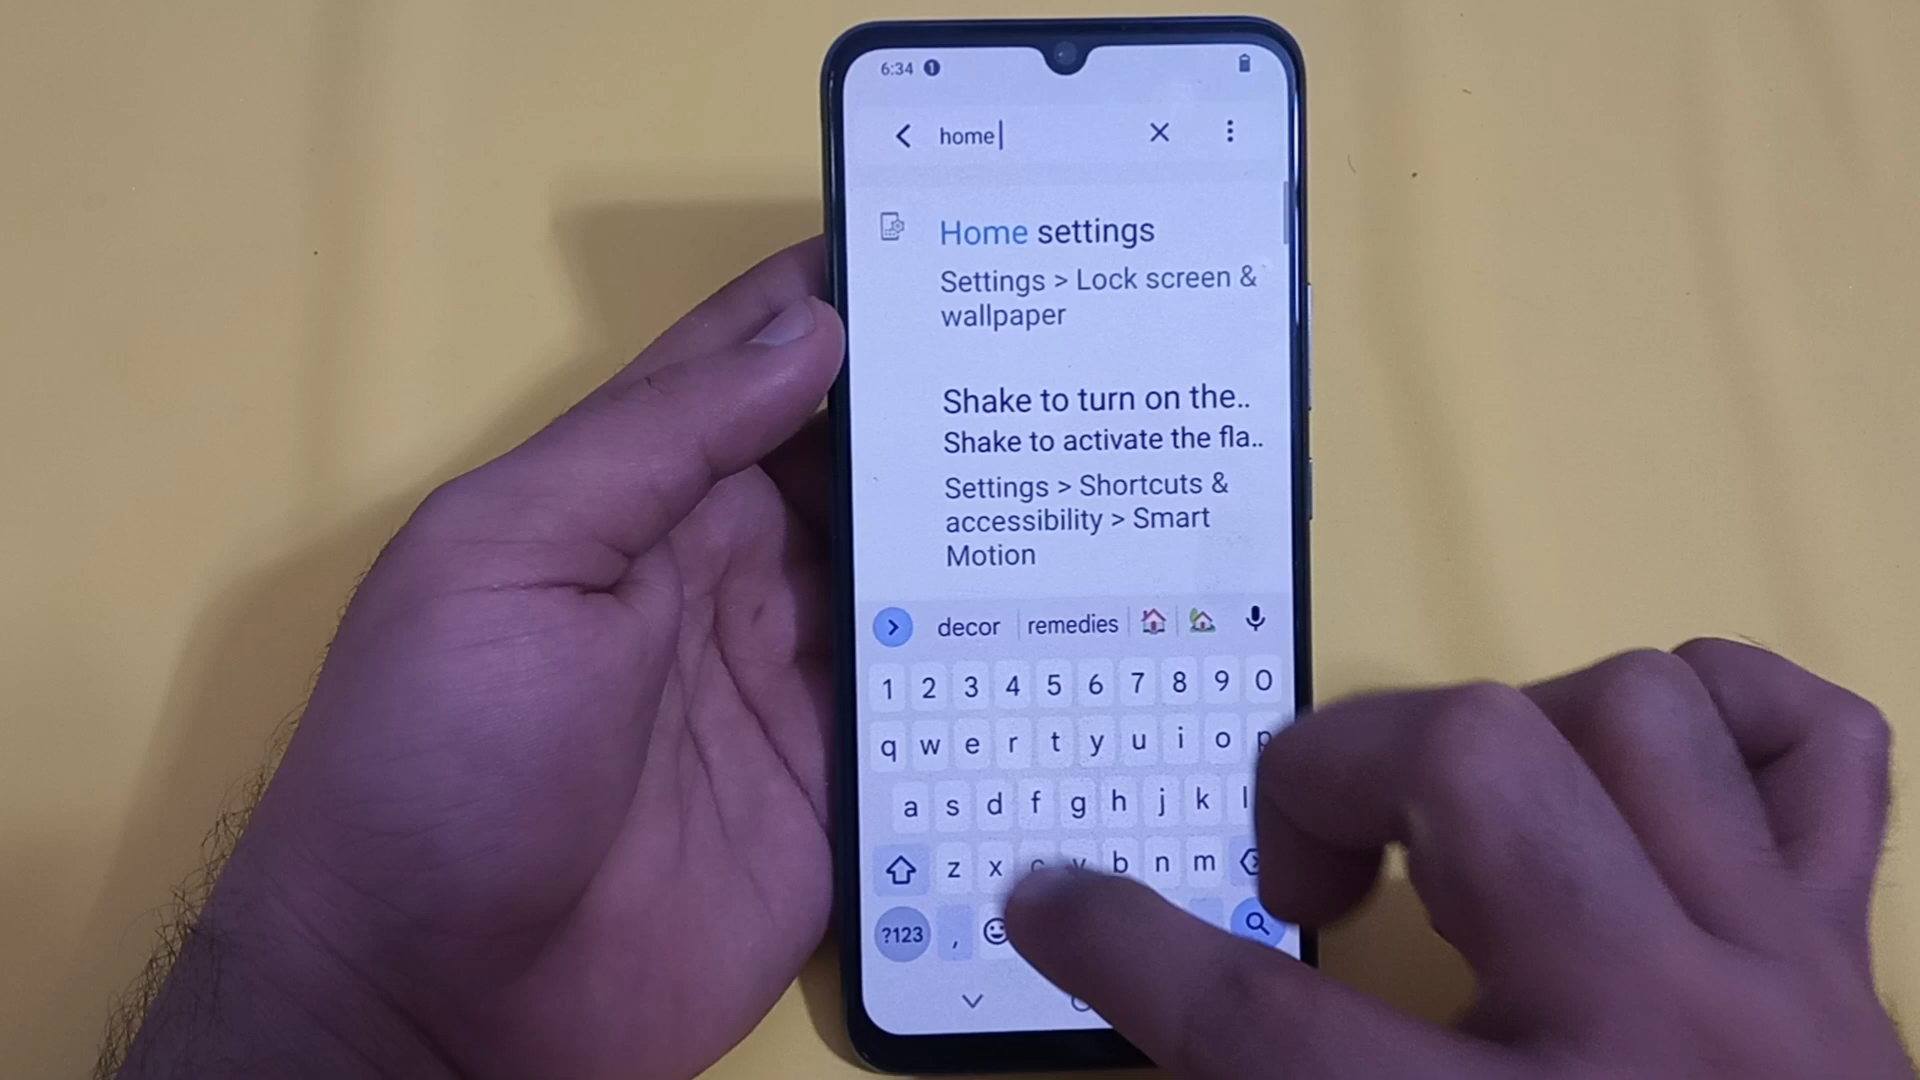 6:34 1
home
Home settings
Settings > Lock screen &
wallpaper
Shake to turn on the..
Shake to activate the fla..
Settings > Shortcuts &
accessibility > Smart
Motion
decor remedies
1 2 3 4 5 6 7 8 9 0
q w e r t y u i o p
a s d f g h j k l
z x c v b n m
?123 ,